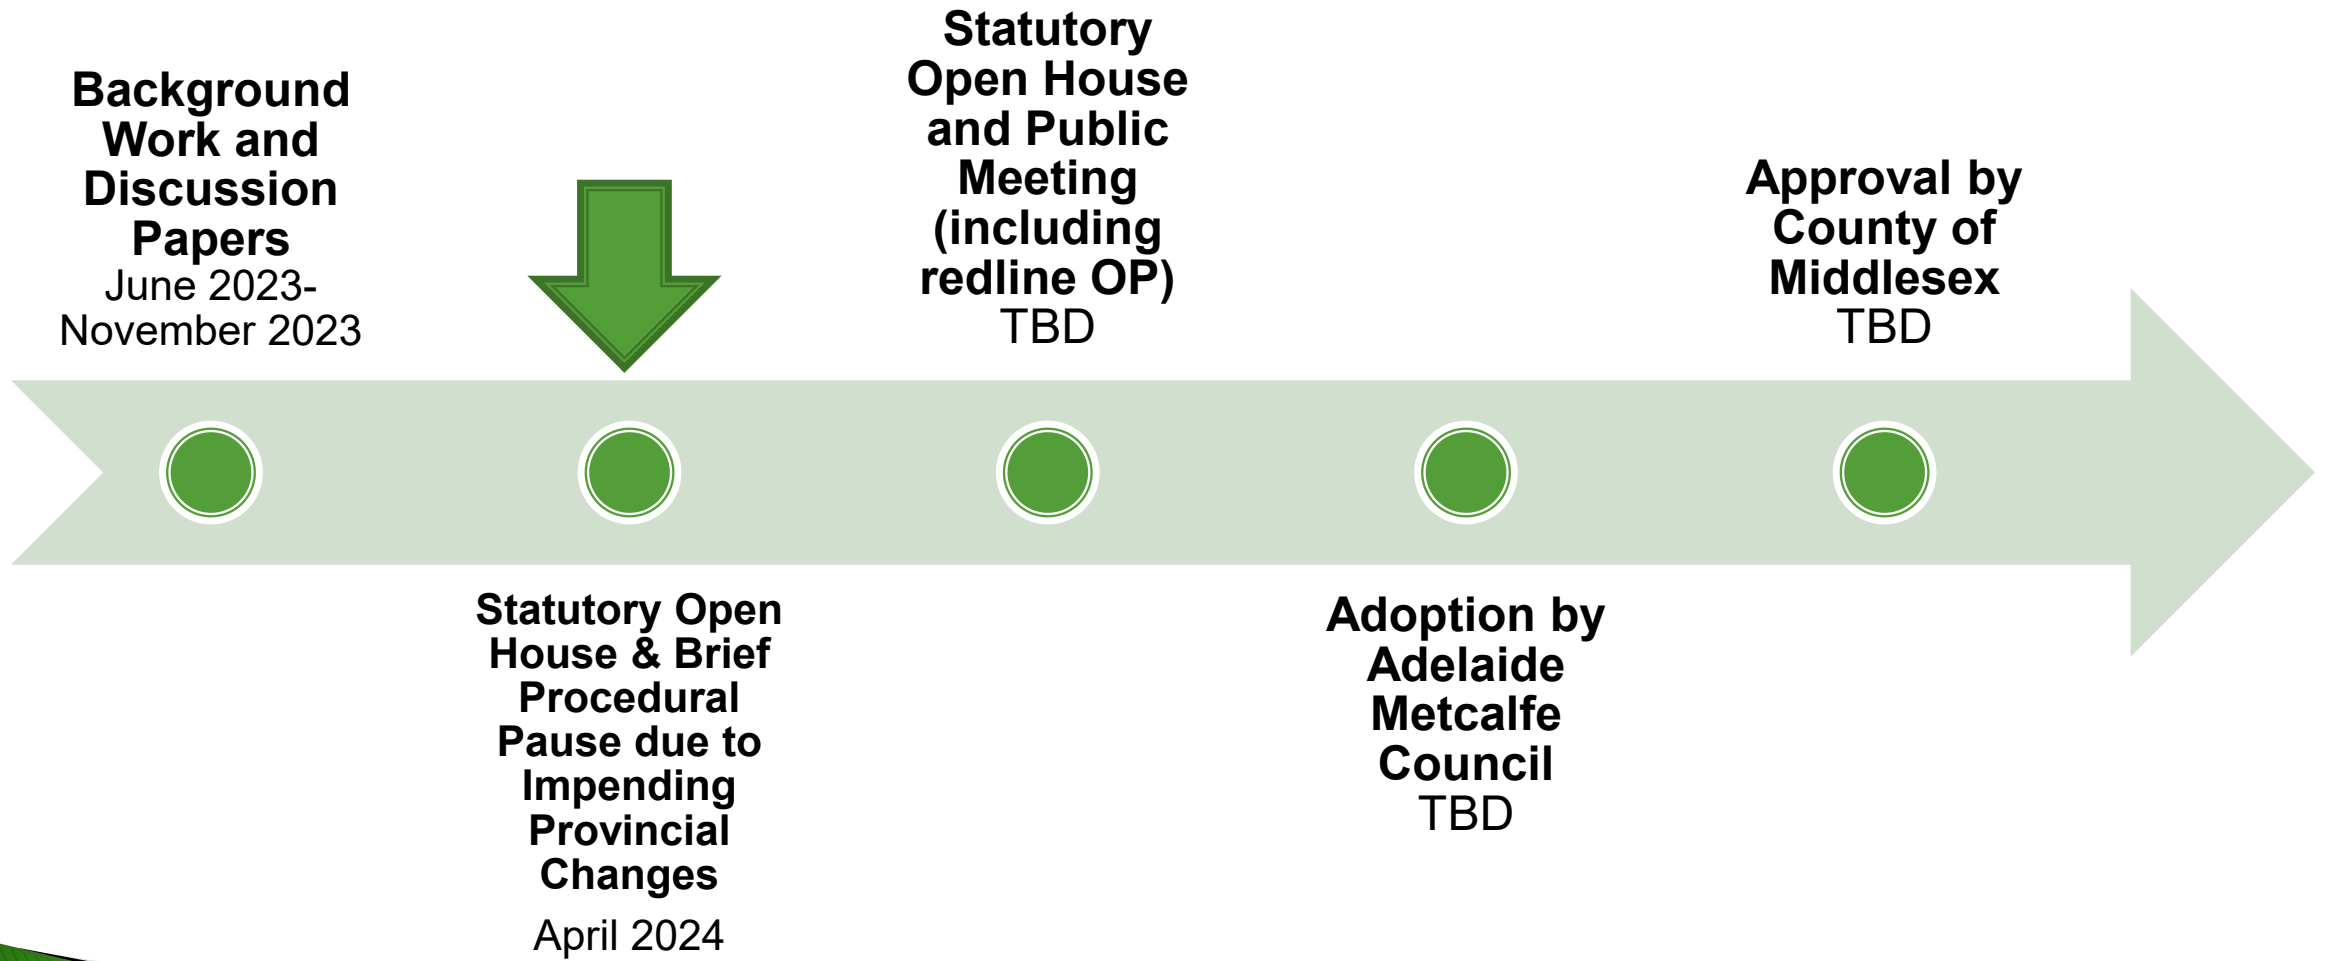 Background
Work and
Discussion
Papers
June 2023-
November 2023
Statutory Open
House & Brief
Procedural
Pause due to
Impending
Provincial
Changes
April 2024
Statutory
Open House
and Public
Meeting
(including
redline OP)
TBD
Adoption by
Adelaide
Metcalfe
Council
TBD
Approval by
County of
Middlesex
TBD